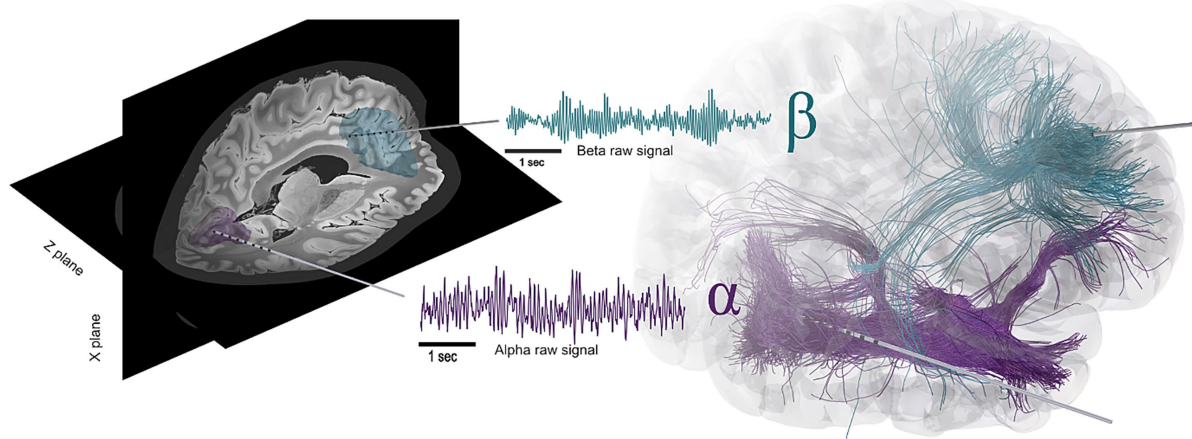 β
1 sec
Beta raw signal
Z plane
X plane
α
1 sec
Alpha raw signal